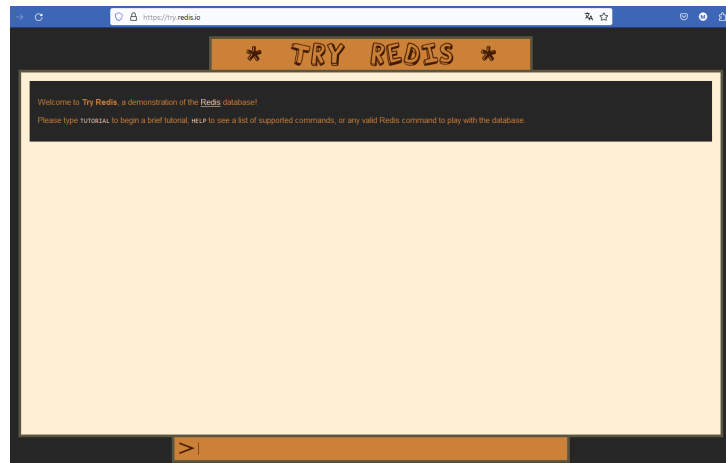 https://try.redis.io
* TRY REDIS *
Welcome to Try Redis, a demonstration of the Redis database!
Please type TUTORIAL to begin a brief tutorial, HELP to see a list of supported commands, or any valid Redis command to play with the database.
>